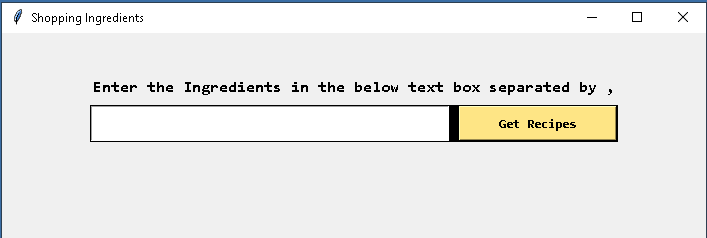 Shopping Ingredients
Enter the Ingredients in the below text box separated by ,
Get Recipes